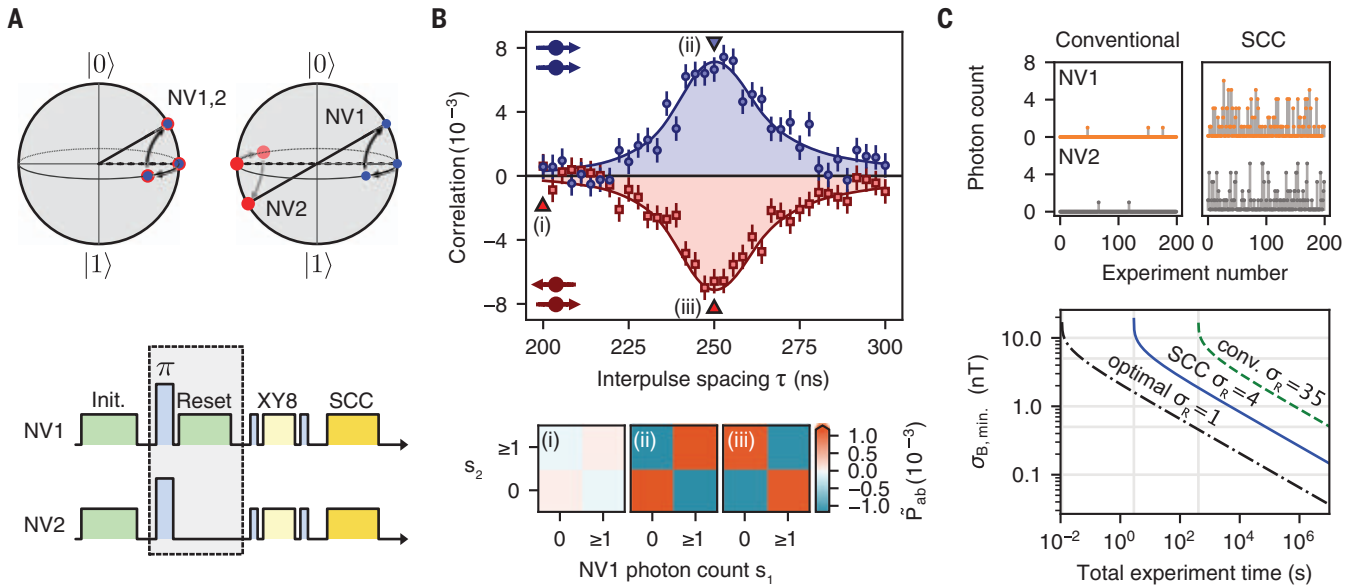 A
|0⟩
NV1,2
|1⟩
|0⟩
NV1
NV2
|1⟩
π
Init.
Reset
XY8
SCC
NV1
NV2
B
8
4
0
−4
−8
Correlation (10⁻³)
(i)
(ii)
(iii)
200
225
250
275
300
Interpulse spacing τ (ns)
s₂
≥1
0
(i)
(ii)
(iii)
0
≥1
0
≥1
0
≥1
NV1 photon count s₁
1.0
0.5
0.0
−0.5
−1.0
P̃ab (10⁻³)
C
Conventional
SCC
Photon count
8
4
0
8
4
0
NV1
NV2
0
200
0
200
Experiment number
σB, min. (nT)
10.0
1.0
0.1
optimal σR=1
SCC σR=4
conv. σR=35
10⁻²
10⁰
10²
10⁴
10⁶
Total experiment time (s)